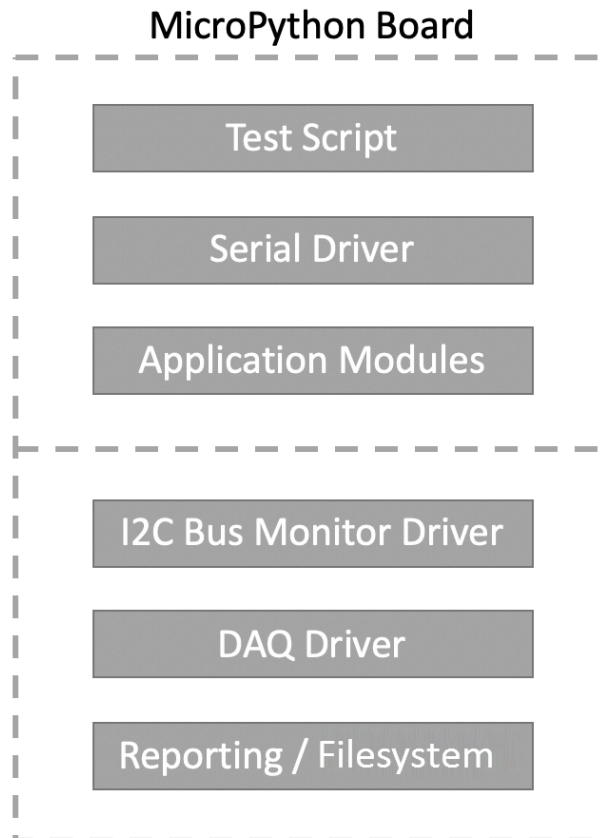 MicroPython Board
Test Script
Serial Driver
Application Modules
I2C Bus Monitor Driver
DAQ Driver
Reporting / Filesystem